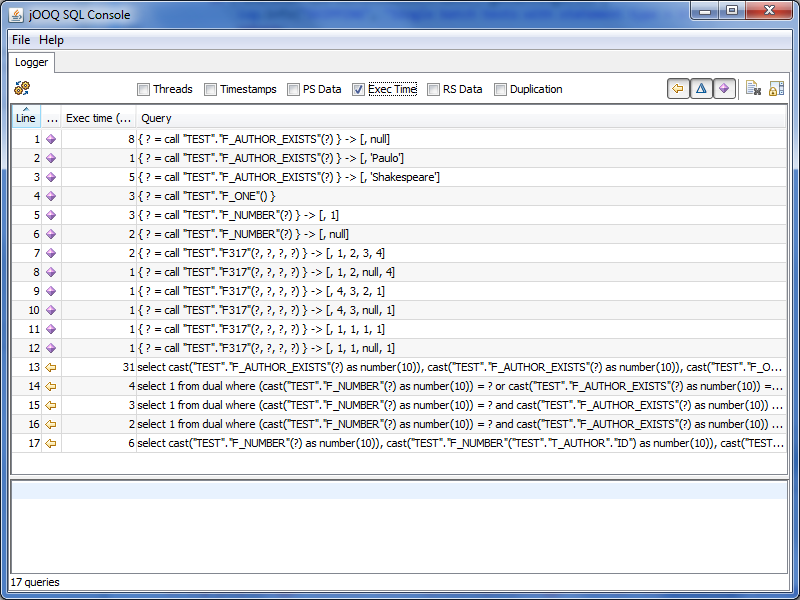 jOOQ SQL Console
File Help
Logger
Threads Timestamps PS Data Exec Time RS Data Duplication
Line ... Exec time (... Query
1 8 { ? = call "TEST"."F_AUTHOR_EXISTS"(?) } -> [, null]
2 1 { ? = call "TEST"."F_AUTHOR_EXISTS"(?) } -> [, 'Paulo']
3 5 { ? = call "TEST"."F_AUTHOR_EXISTS"(?) } -> [, 'Shakespeare']
4 3 { ? = call "TEST"."F_ONE"() }
5 3 { ? = call "TEST"."F_NUMBER"(?) } -> [, 1]
6 2 { ? = call "TEST"."F_NUMBER"(?) } -> [, null]
7 2 { ? = call "TEST"."F317"(?, ?, ?, ?) } -> [, 1, 2, 3, 4]
8 1 { ? = call "TEST"."F317"(?, ?, ?, ?) } -> [, 1, 2, null, 4]
9 1 { ? = call "TEST"."F317"(?, ?, ?, ?) } -> [, 4, 3, 2, 1]
10 1 { ? = call "TEST"."F317"(?, ?, ?, ?) } -> [, 4, 3, null, 1]
11 1 { ? = call "TEST"."F317"(?, ?, ?, ?) } -> [, 1, 1, 1, 1]
12 1 { ? = call "TEST"."F317"(?, ?, ?, ?) } -> [, 1, 1, null, 1]
13 31 select cast("TEST"."F_AUTHOR_EXISTS"(?) as number(10)), cast("TEST"."F_AUTHOR_EXISTS"(?) as number(10)), cast("TEST"."F_O...
14 4 select 1 from dual where (cast("TEST"."F_NUMBER"(?) as number(10)) = ? or cast("TEST"."F_AUTHOR_EXISTS"(?) as number(10)) =...
15 3 select 1 from dual where (cast("TEST"."F_NUMBER"(?) as number(10)) = ? and cast("TEST"."F_AUTHOR_EXISTS"(?) as number(10)) ...
16 2 select 1 from dual where (cast("TEST"."F_NUMBER"(?) as number(10)) = ? and cast("TEST"."F_AUTHOR_EXISTS"(?) as number(10)) ...
17 6 select cast("TEST"."F_NUMBER"(?) as number(10)), cast("TEST"."F_NUMBER"("TEST"."T_AUTHOR"."ID") as number(10)), cast("TEST...
17 queries